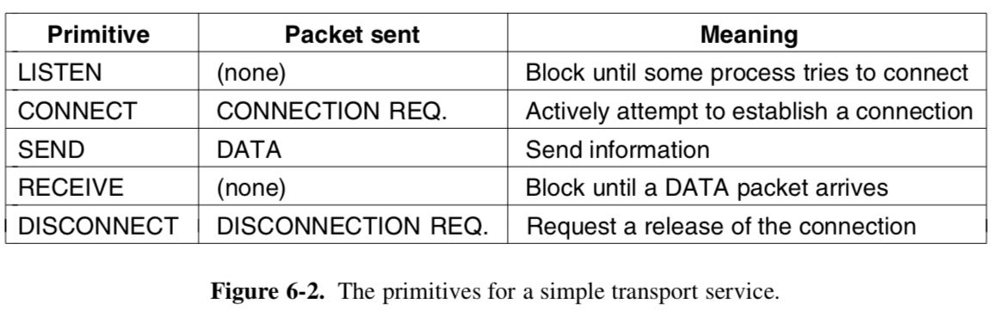 Primitive Packet sent Meaning
LISTEN (none) Block until some process tries to connect
CONNECT CONNECTION REQ. Actively attempt to establish a connection
SEND DATA Send information
RECEIVE (none) Block until a DATA packet arrives
DISCONNECT DISCONNECTION REQ. Request a release of the connection
Figure 6-2. The primitives for a simple transport service.